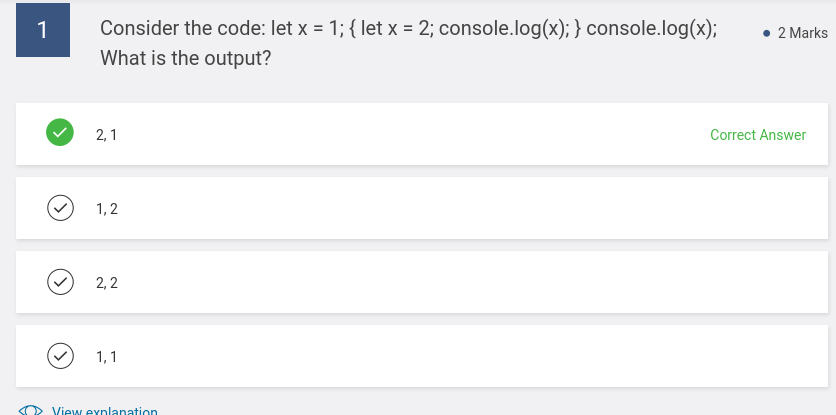 1
Consider the code: let x = 1; { let x = 2; console.log(x); } console.log(x);
What is the output?
2 Marks
2, 1
Correct Answer
1, 2
2, 2
1, 1
View explanation